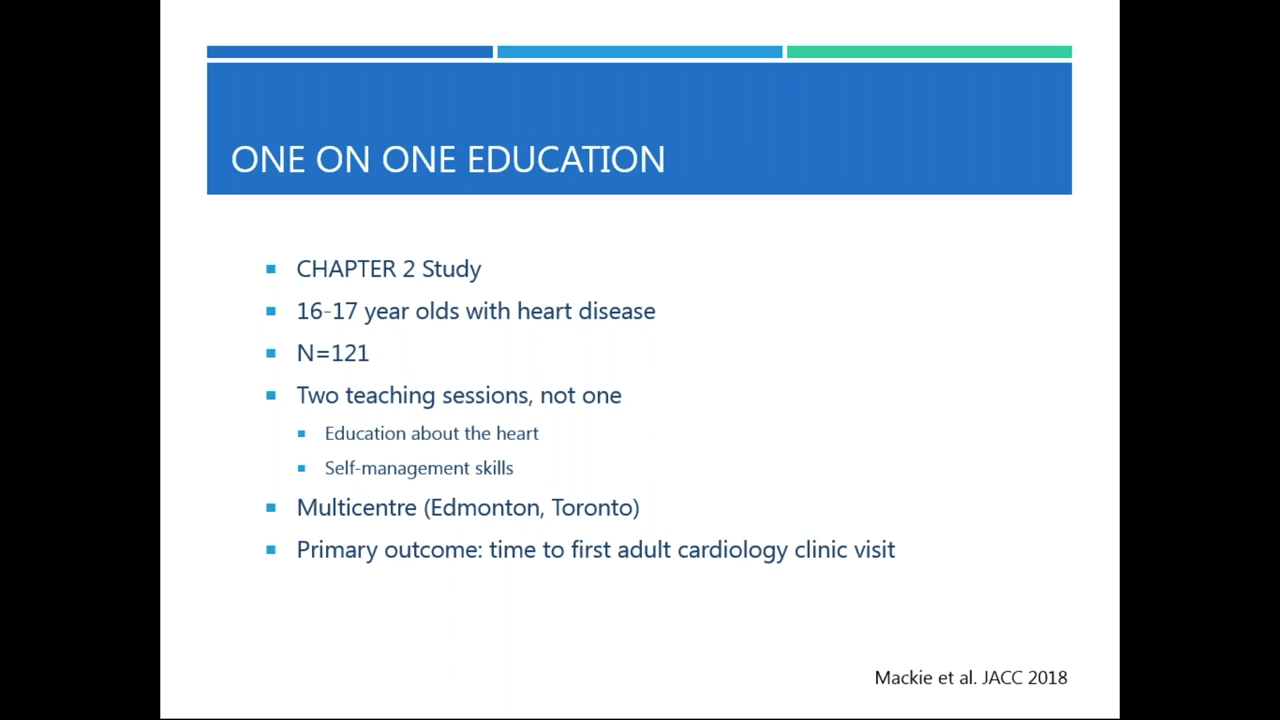 ONE ON ONE EDUCATION
CHAPTER 2 Study
16-17 year olds with heart disease
N=121
Two teaching sessions, not one
Education about the heart
Self-management skills
Multicentre (Edmonton, Toronto)
Primary outcome: time to first adult cardiology clinic visit
Mackie et al. JACC 2018